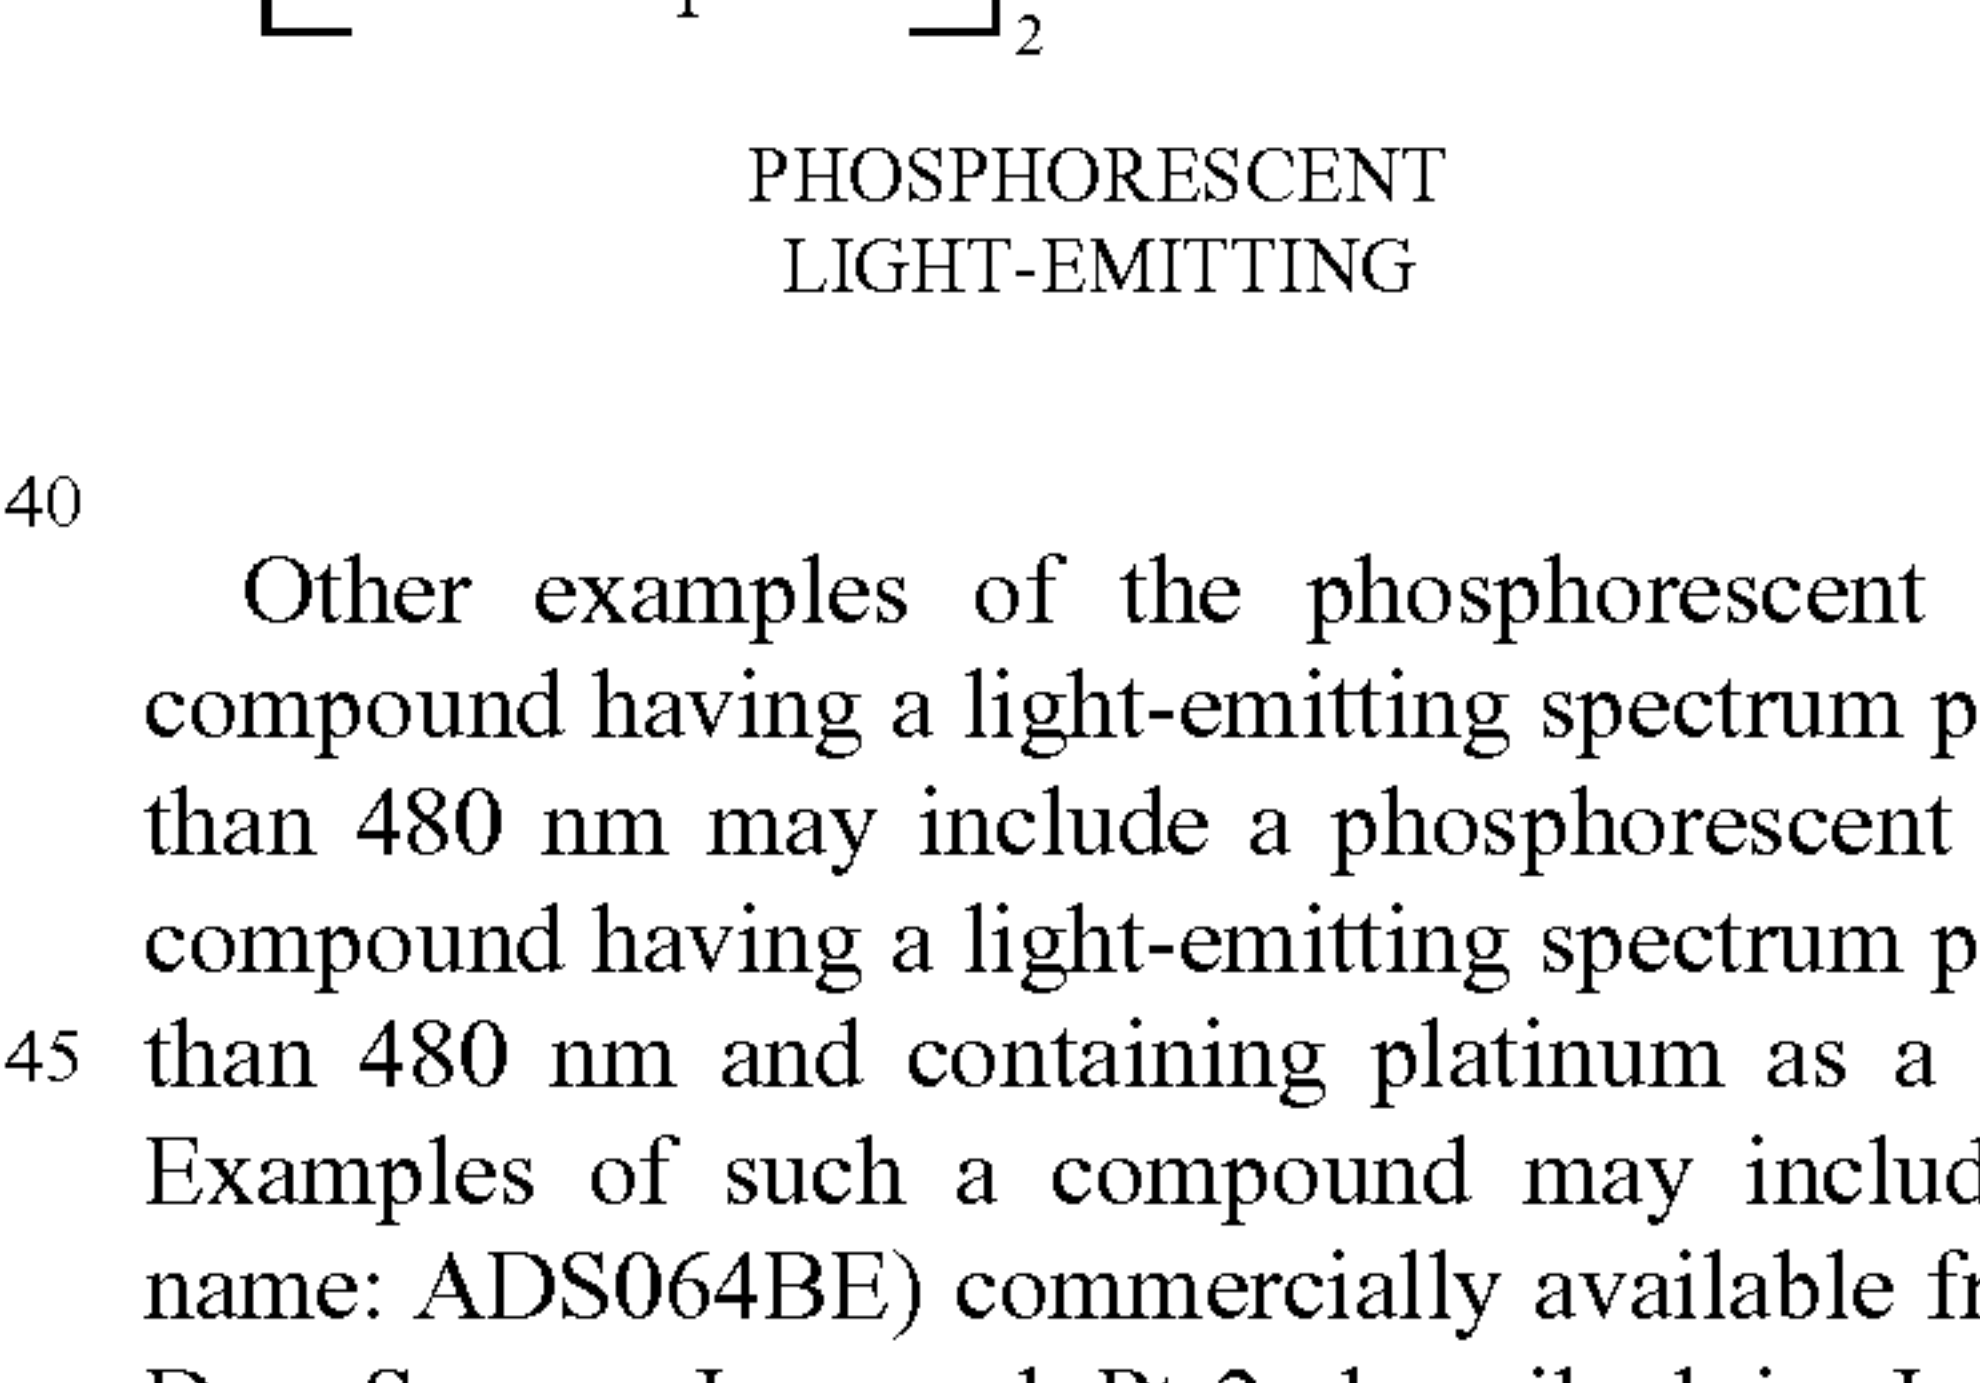 2
PHOSPHORESCENT
LIGHT-EMITTING
40
Other examples of the phosphorescent
compound having a light-emitting spectrum p
than 480 nm may include a phosphorescent
compound having a light-emitting spectrum p
45 than 480 nm and containing platinum as a
Examples of such a compound may includ
name: ADS064BE) commercially available fr